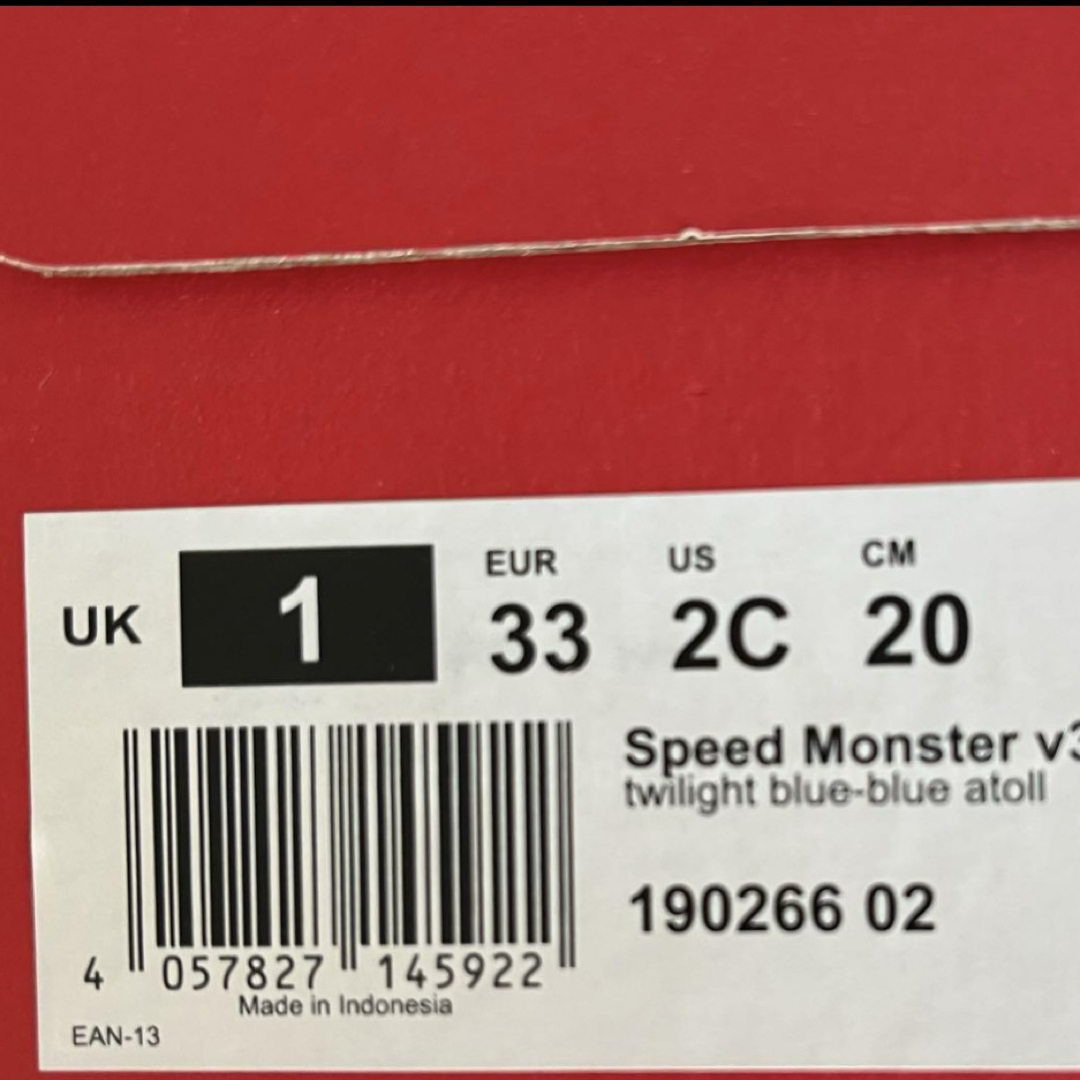 UK 1
EUR 33
US 2C
CM 20
Speed Monster v3
twilight blue-blue atoll
190266 02
4 057827 145922
Made in Indonesia
EAN-13